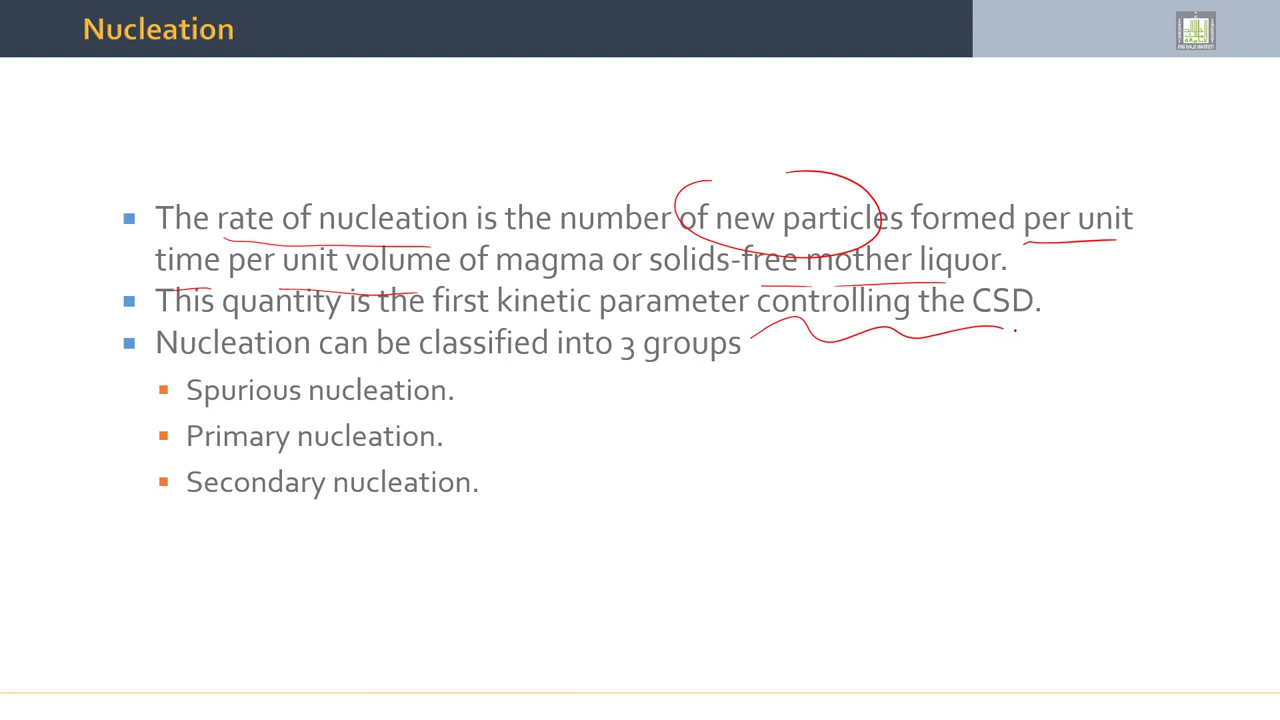 Nucleation
The rate of nucleation is the number of new particles formed per unit
time per unit volume of magma or solids-free mother liquor.
This quantity is the first kinetic parameter controlling the CSD.
Nucleation can be classified into 3 groups
Spurious nucleation.
Primary nucleation.
Secondary nucleation.